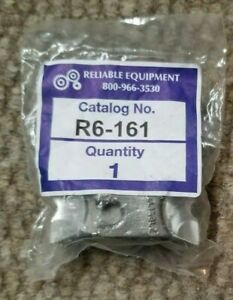 RELIABLE EQUIPMENT
800-966-3530
Catalog No.
R6-161
Quantity
1